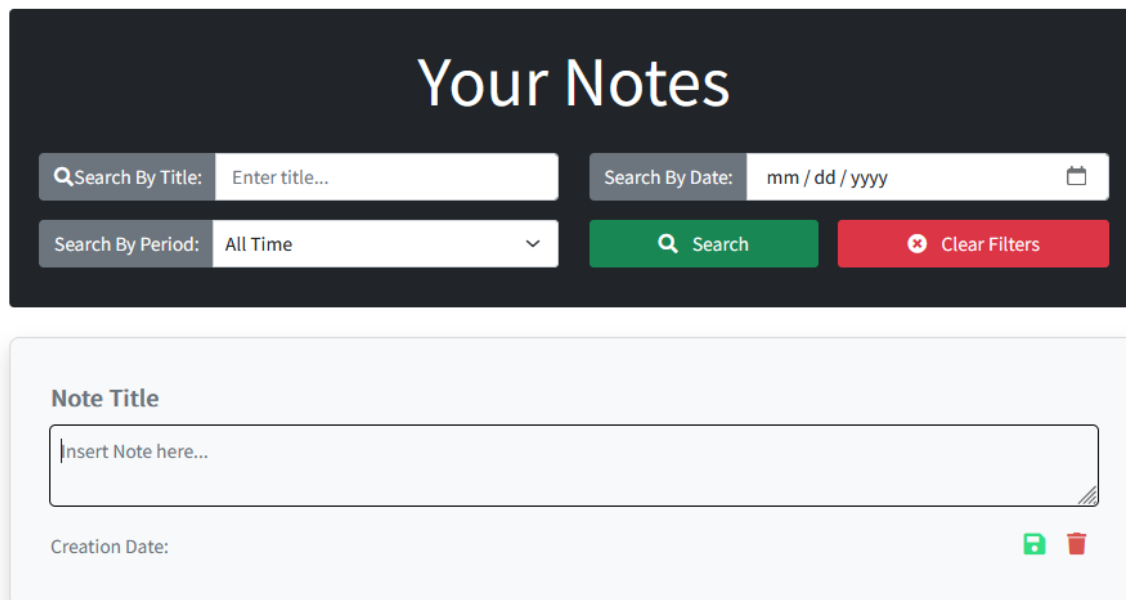 Your Notes
Search By Title: Enter title...
Search By Date: mm / dd / yyyy
Search By Period: All Time
Search
Clear Filters
Note Title
Insert Note here...
Creation Date: